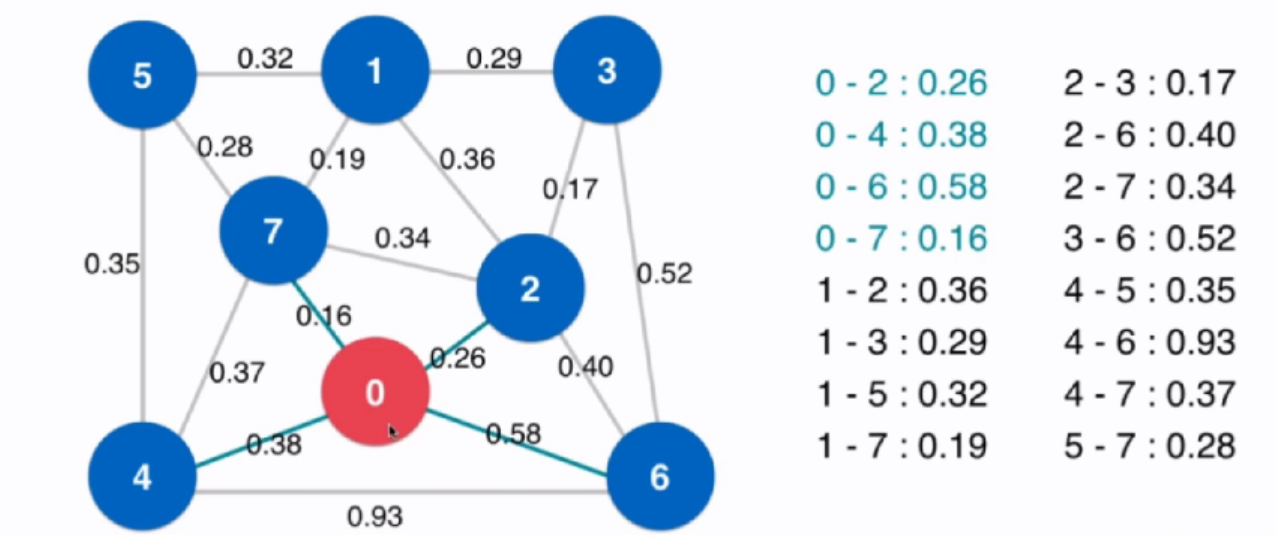 5
0.32
1
0.29
3
0.28
0.19
0.36
0.17
7
0.34
0.35
2
0.52
0.16
0.26
0.37
0
0.40
0.38
0.58
4
6
0.93
0 - 2 : 0.26
0 - 4 : 0.38
0 - 6 : 0.58
0 - 7 : 0.16
1 - 2 : 0.36
1 - 3 : 0.29
1 - 5 : 0.32
1 - 7 : 0.19
2 - 3 : 0.17
2 - 6 : 0.40
2 - 7 : 0.34
3 - 6 : 0.52
4 - 5 : 0.35
4 - 6 : 0.93
4 - 7 : 0.37
5 - 7 : 0.28